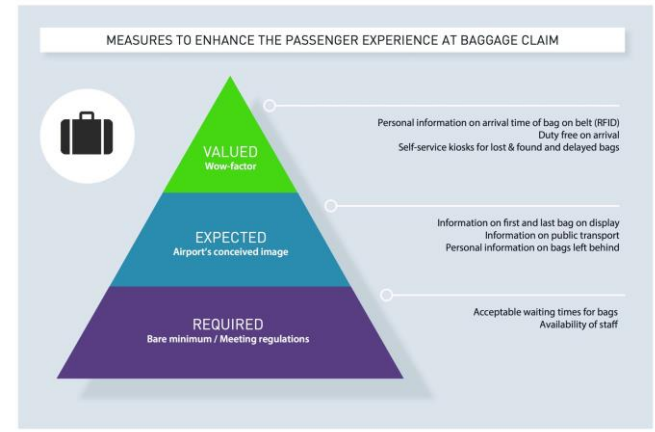 MEASURES TO ENHANCE THE PASSENGER EXPERIENCE AT BAGGAGE CLAIM
VALUED
Wow-factor
Personal information on arrival time of bag on belt (RFID)
Duty free on arrival
Self-service kiosks for lost & found and delayed bags
EXPECTED
Airport's conceived image
Information on first and last bag on display
Information on public transport
Personal information on bags left behind
REQUIRED
Bare minimum / Meeting regulations
Acceptable waiting times for bags
Availability of staff